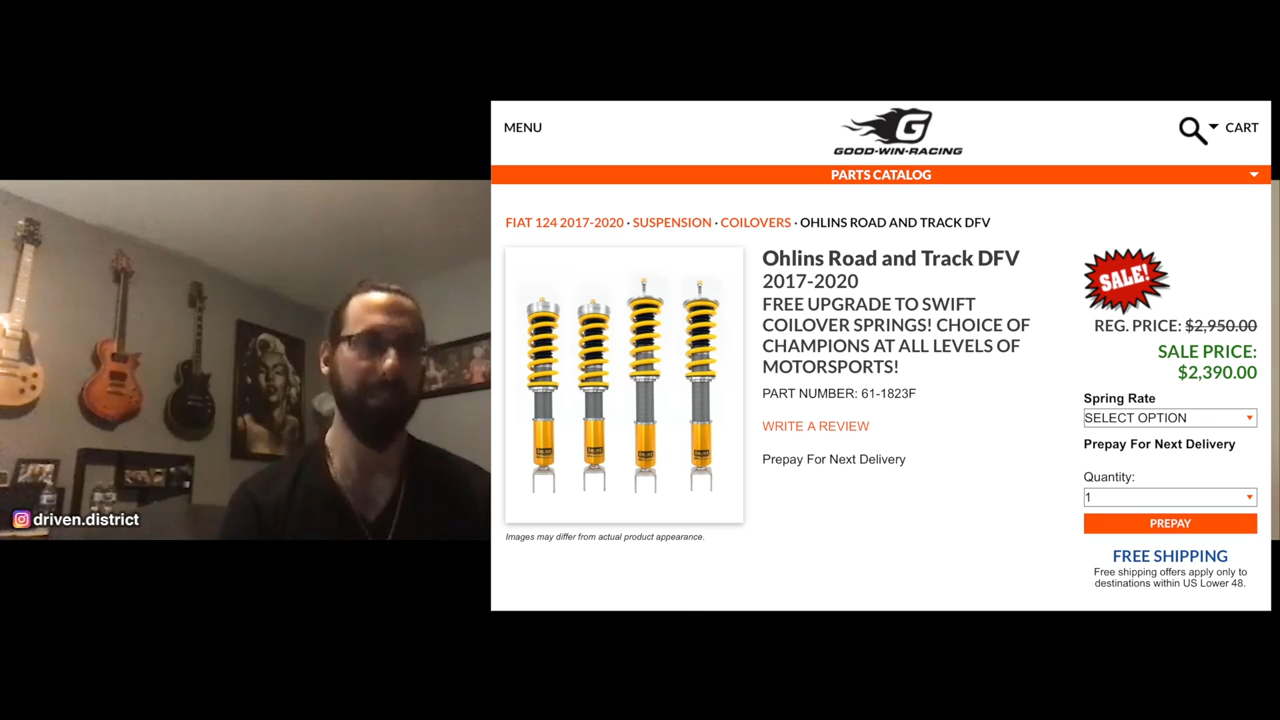 MENU
G
GOOD-WIN-RACING
CART
PARTS CATALOG
FIAT 124 2017-2020 · SUSPENSION · COILOVERS · OHLINS ROAD AND TRACK DFV
Ohlins Road and Track DFV
2017-2020
FREE UPGRADE TO SWIFT
COILOVER SPRINGS! CHOICE OF
CHAMPIONS AT ALL LEVELS OF
MOTORSPORTS!
PART NUMBER: 61-1823F
WRITE A REVIEW
Prepay For Next Delivery
Images may differ from actual product appearance.
SALE!
REG. PRICE: $2,950.00
SALE PRICE:
$2,390.00
Spring Rate
SELECT OPTION
Prepay For Next Delivery
Quantity:
1
PREPAY
FREE SHIPPING
Free shipping offers apply only to
destinations within US Lower 48.
driven.district